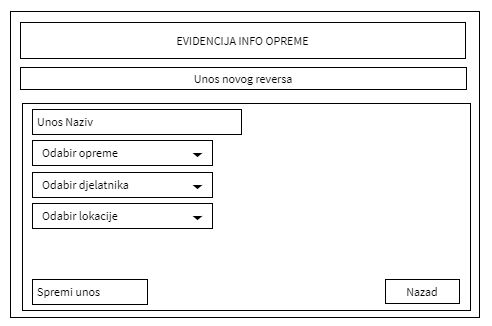 EVIDENCIJA INFO OPREME
Unos novog reversa
Unos Naziv
Odabir opreme
Odabir djelatnika
Odabir lokacije
Spremi unos
Nazad